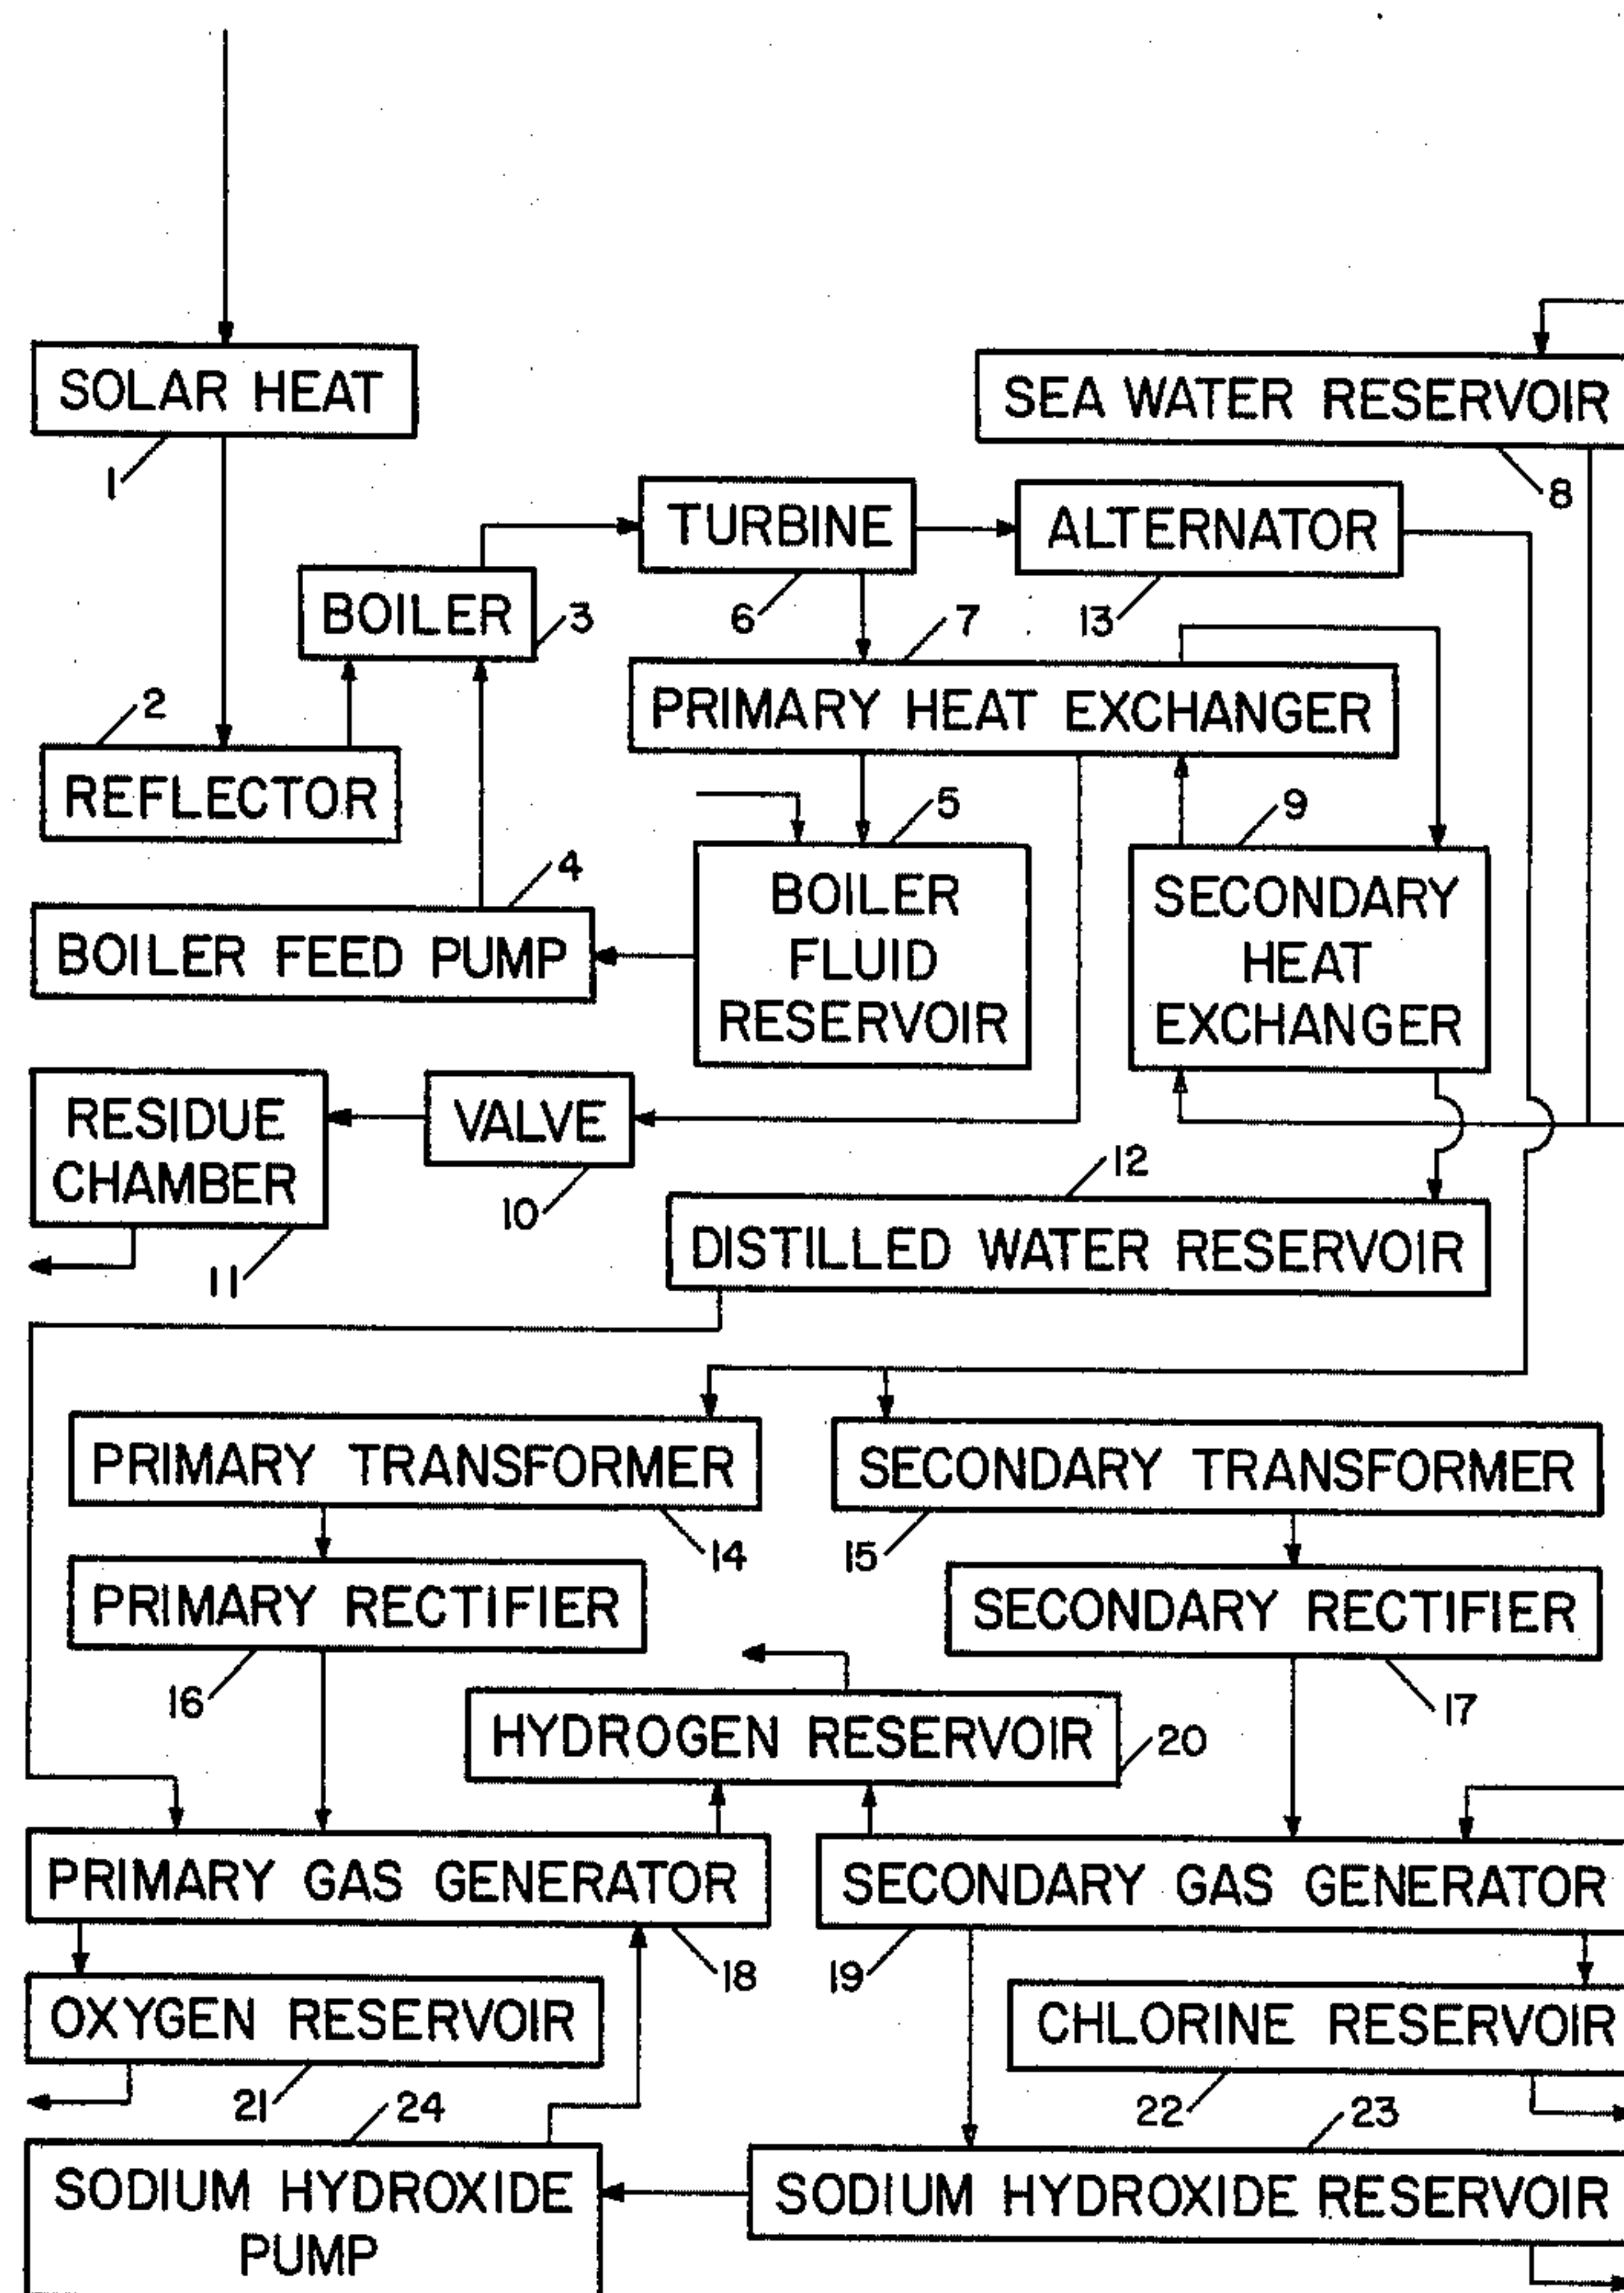 SOLAR HEAT
1
SEA WATER RESERVOIR
8
TURBINE
6
ALTERNATOR
13
BOILER
3
7
PRIMARY HEAT EXCHANGER
2
REFLECTOR
5
BOILER
FLUID
RESERVOIR
9
SECONDARY
HEAT
EXCHANGER
4
BOILER FEED PUMP
RESIDUE
CHAMBER
11
VALVE
10
12
DISTILLED WATER RESERVOIR
PRIMARY TRANSFORMER
14
SECONDARY TRANSFORMER
15
PRIMARY RECTIFIER
16
SECONDARY RECTIFIER
17
HYDROGEN RESERVOIR
20
PRIMARY GAS GENERATOR
18
SECONDARY GAS GENERATOR
19
OXYGEN RESERVOIR
21
CHLORINE RESERVOIR
22
24
SODIUM HYDROXIDE
PUMP
23
SODIUM HYDROXIDE RESERVOIR